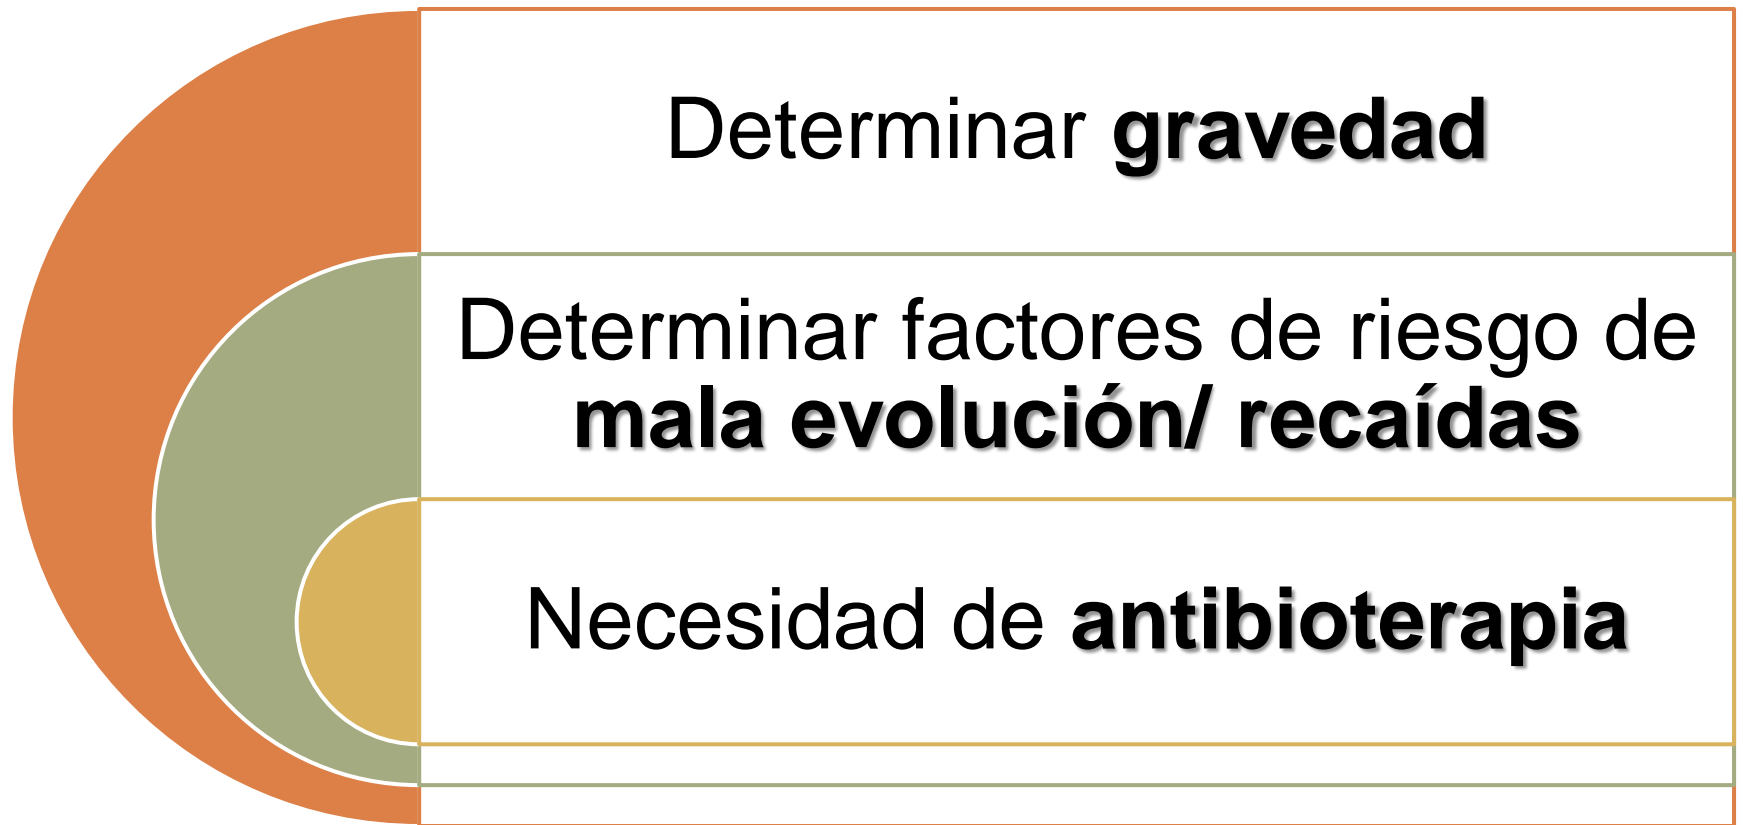 Determinar gravedad
Determinar factores de riesgo de
mala evolución/ recaídas
Necesidad de antibioterapia